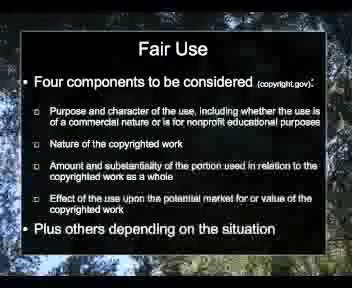 Fair Use
Four components to be considered (copyright.gov):
Purpose and character of the use, including whether the use is
of a commercial nature or is for nonprofit educational purposes
Nature of the copyrighted work
Amount and substantiality of the portion used in relation to the
copyrighted work as a whole
Effect of the use upon the potential market for or value of the
copyrighted work
Plus others depending on the situation